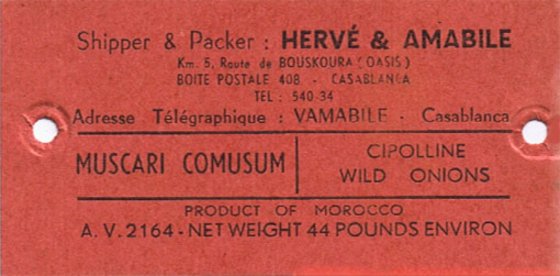 Shipper & Packer : HERVÉ & AMABILE
Km. 5, Route de BOUSKOURA (OASIS)
BOITE POSTALE 408 - CASABLANCA
TEL : 540-34
Adresse Télégraphique : VAMABILE - Casablanca
MUSCARI COMUSUM
CIPOLLINE
WILD ONIONS
PRODUCT OF MOROCCO
A. V. 2164 - NET WEIGHT 44 POUNDS ENVIRON